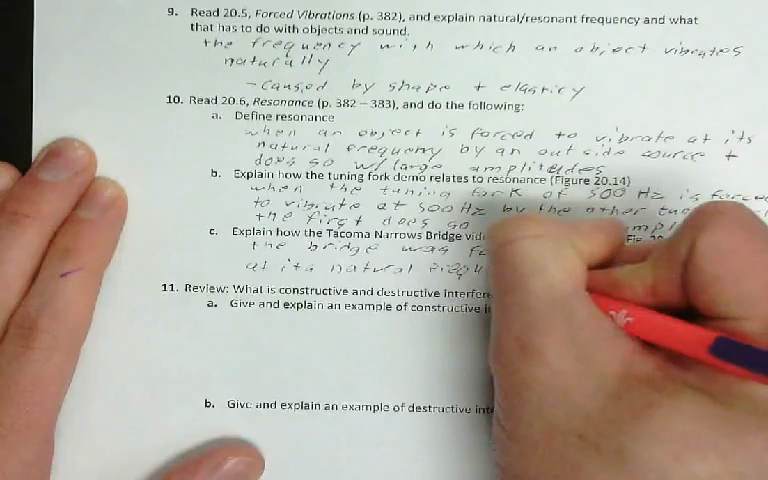 9. Read 20.5, Forced Vibrations (p. 382), and explain natural/resonant frequency and what
that has to do with objects and sound.
the frequency with which an object vibrates
naturally
- caused by shape + elasticity
10. Read 20.6, Resonance (p. 382 – 383), and do the following:
a. Define resonance
when an object is forced to vibrate at its
natural frequency by an outside source +
does so w/ large amplitudes
b. Explain how the tuning fork demo relates to resonance (Figure 20.14)
when the tuning fork of 500 Hz is force
to vibrate at 500 Hz by the other
the first does so
c. Explain how the Tacoma Narrows Bridge
the bridge was
at its natural
11. Review: What is constructive and destructive
a. Give and explain an example of constructive
b. Give and explain an example of destructive